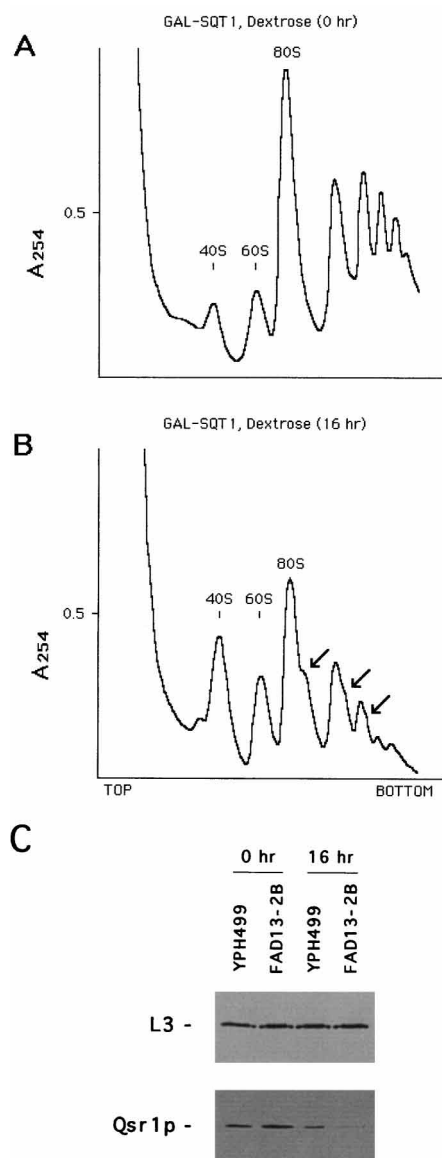 A
GAL-SQT1, Dextrose (0 hr)
80S
0.5
40S 60S
A254
B
GAL-SQT1, Dextrose (16 hr)
80S
0.5
40S 60S
A254
TOP BOTTOM
C
0 hr 16 hr
YPH499 FAD13-2B YPH499 FAD13-2B
L3 -
Qsr1p -